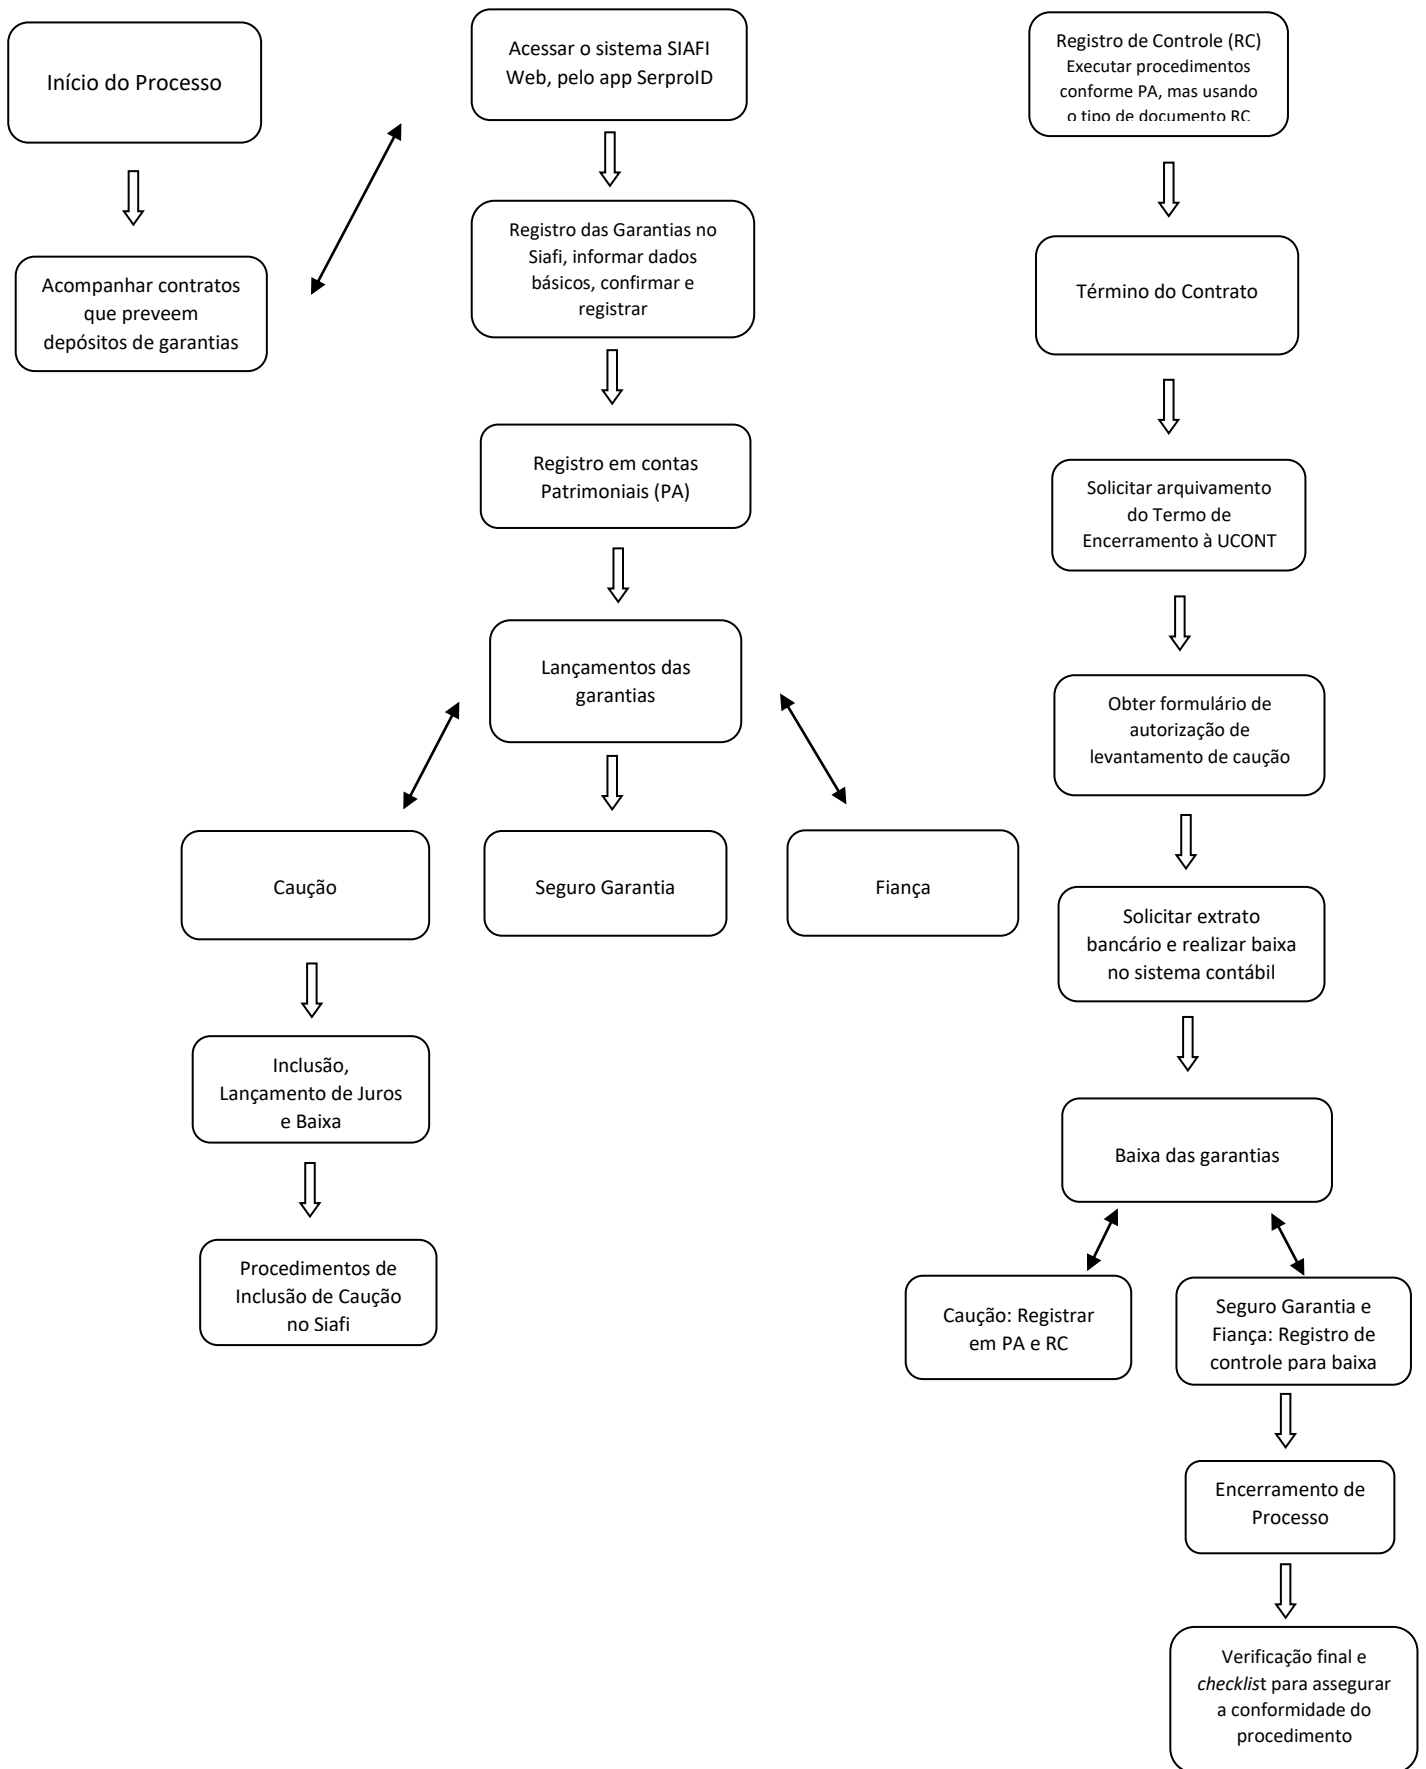 Início do Processo
Acompanhar contratos
que preveem
depósitos de garantias
Acessar o sistema SIAFI
Web, pelo app SerproID
Registro das Garantias no
Siafi, informar dados
básicos, confirmar e
registrar
Registro em contas
Patrimoniais (PA)
Lançamentos das
garantias
Caução
Seguro Garantia
Fiança
Inclusão,
Lançamento de Juros
e Baixa
Procedimentos de
Inclusão de Caução
no Siafi
Registro de Controle (RC)
Executar procedimentos
conforme PA, mas usando
o tipo de documento RC
Término do Contrato
Solicitar arquivamento
do Termo de
Encerramento à UCONT
Obter formulário de
autorização de
levantamento de caução
Solicitar extrato
bancário e realizar baixa
no sistema contábil
Baixa das garantias
Caução: Registrar
em PA e RC
Seguro Garantia e
Fiança: Registro de
controle para baixa
Encerramento de
Processo
Verificação final e
checklist para assegurar
a conformidade do
procedimento